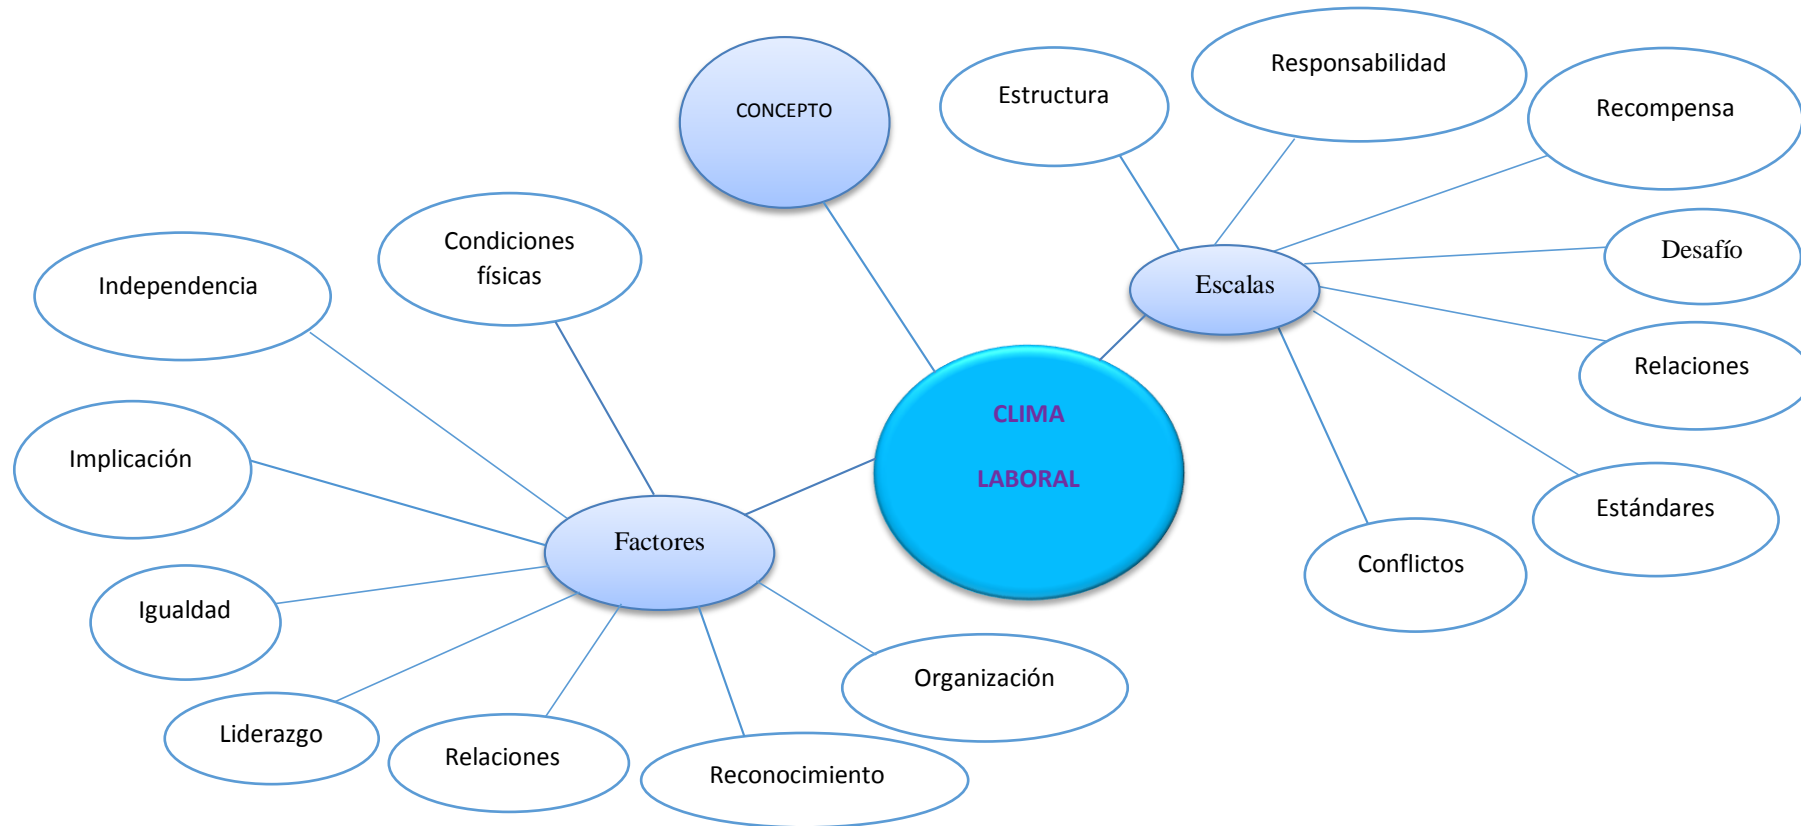 CONCEPTO
Estructura
Responsabilidad
Recompensa
Desafío
Escalas
Relaciones
Estándares
Conflictos
CLIMA
LABORAL
Condiciones
físicas
Independencia
Implicación
Factores
Igualdad
Liderazgo
Relaciones
Reconocimiento
Organización